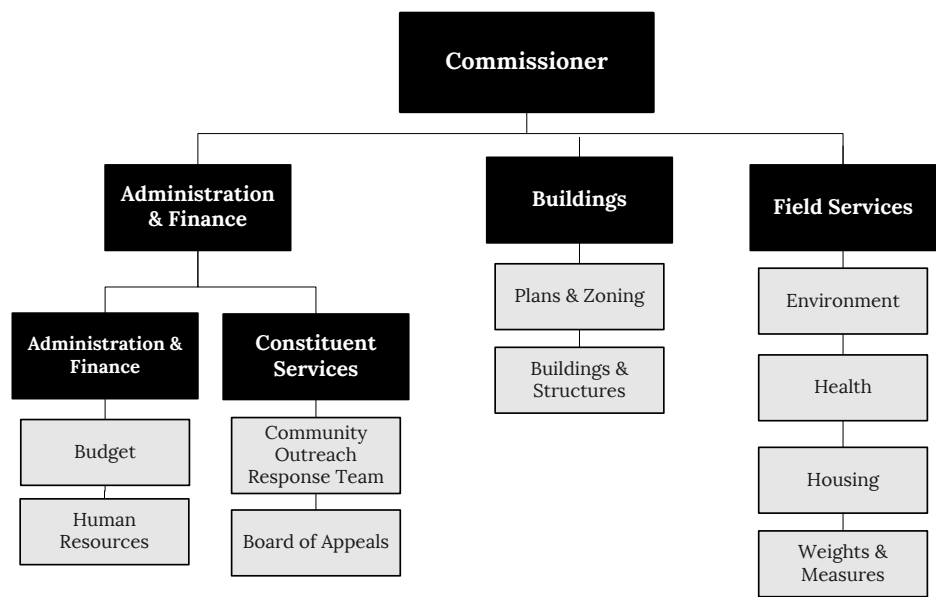 Commissioner
Administration
& Finance
Buildings
Field Services
Administration &
Finance
Constituent
Services
Budget
Human
Resources
Community
Outreach
Response Team
Board of Appeals
Plans & Zoning
Buildings &
Structures
Environment
Health
Housing
Weights &
Measures